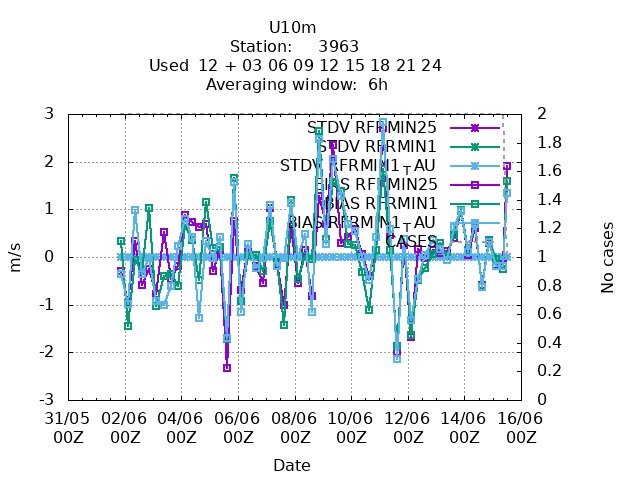 U10m
Station: 3963
Used 12 + 03 06 09 12 15 18 21 24
Averaging window: 6h
3
2
1
0
-1
-2
-3
m/s
2
1.8
1.6
1.4
1.2
1
0.8
0.6
0.4
0.2
0
No cases
STDV RFRMIN25
STDV RFRMIN1
STDV RFRMIN1_AU
BIAS RFRMIN25
BIAS RFRMIN1
BIAS RFRMIN1_AU
CASES
31/05 02/06 04/06 06/06 08/06 10/06 12/06 14/06 16/06
00Z 00Z 00Z 00Z 00Z 00Z 00Z 00Z 00Z
Date